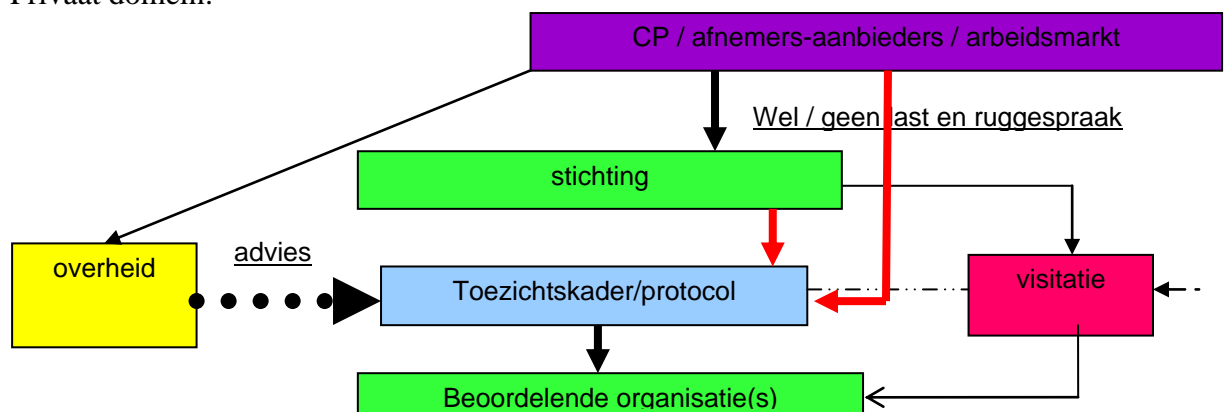 Privaat domein:
CP / afnemers-aanbieders / arbeidsmarkt
Wel / geen last en ruggespraak
stichting
overheid
advies
Toezichtskader/protocol
visitatie
Beoordelende organisatie(s)